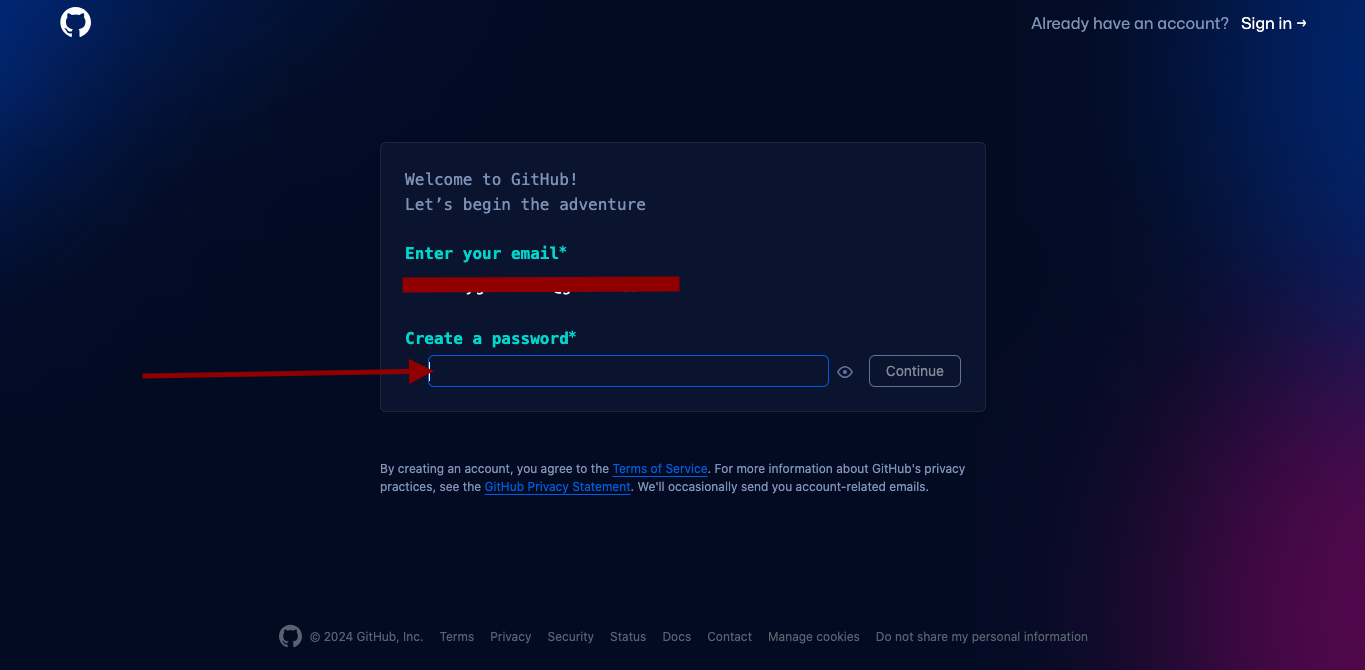 Already have an account? Sign in →
Welcome to GitHub!
Let’s begin the adventure
Enter your email*
Create a password*
Continue
By creating an account, you agree to the Terms of Service. For more information about GitHub's privacy
practices, see the GitHub Privacy Statement. We'll occasionally send you account-related emails.
© 2024 GitHub, Inc. Terms Privacy Security Status Docs Contact Manage cookies Do not share my personal information